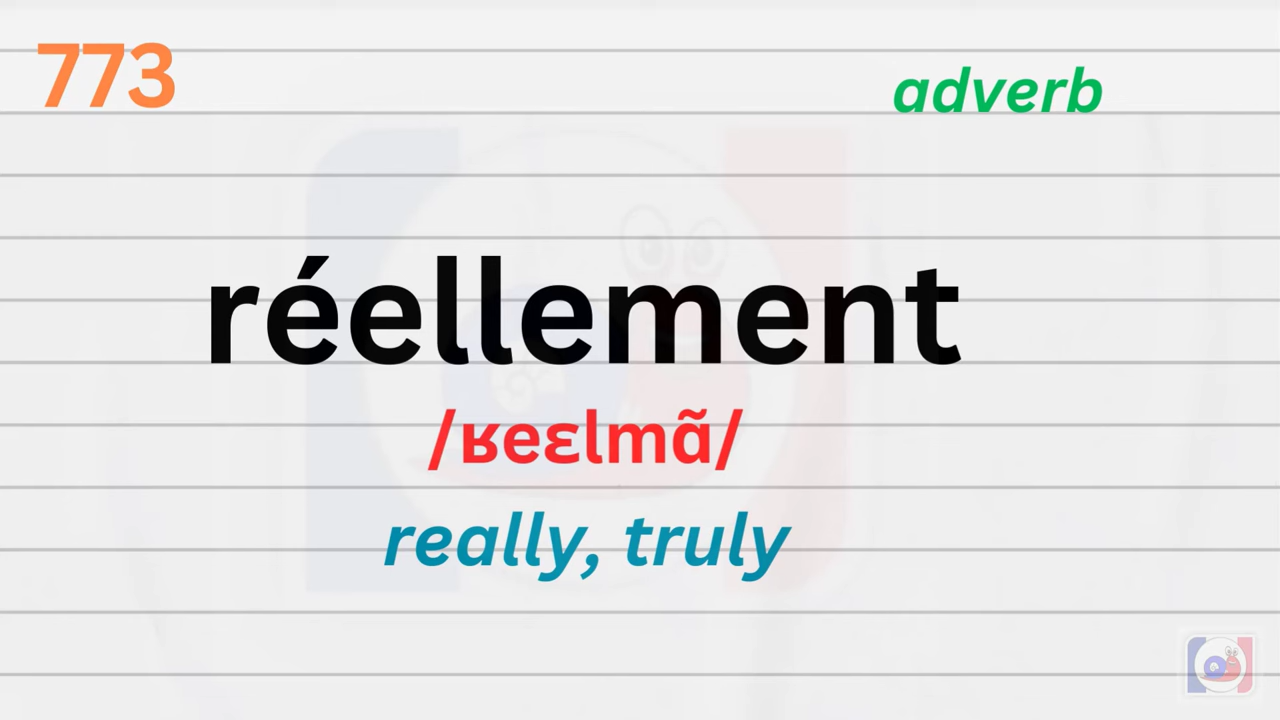 773
adverb
réellement
/ʁeɛlmɑ̃/
really, truly